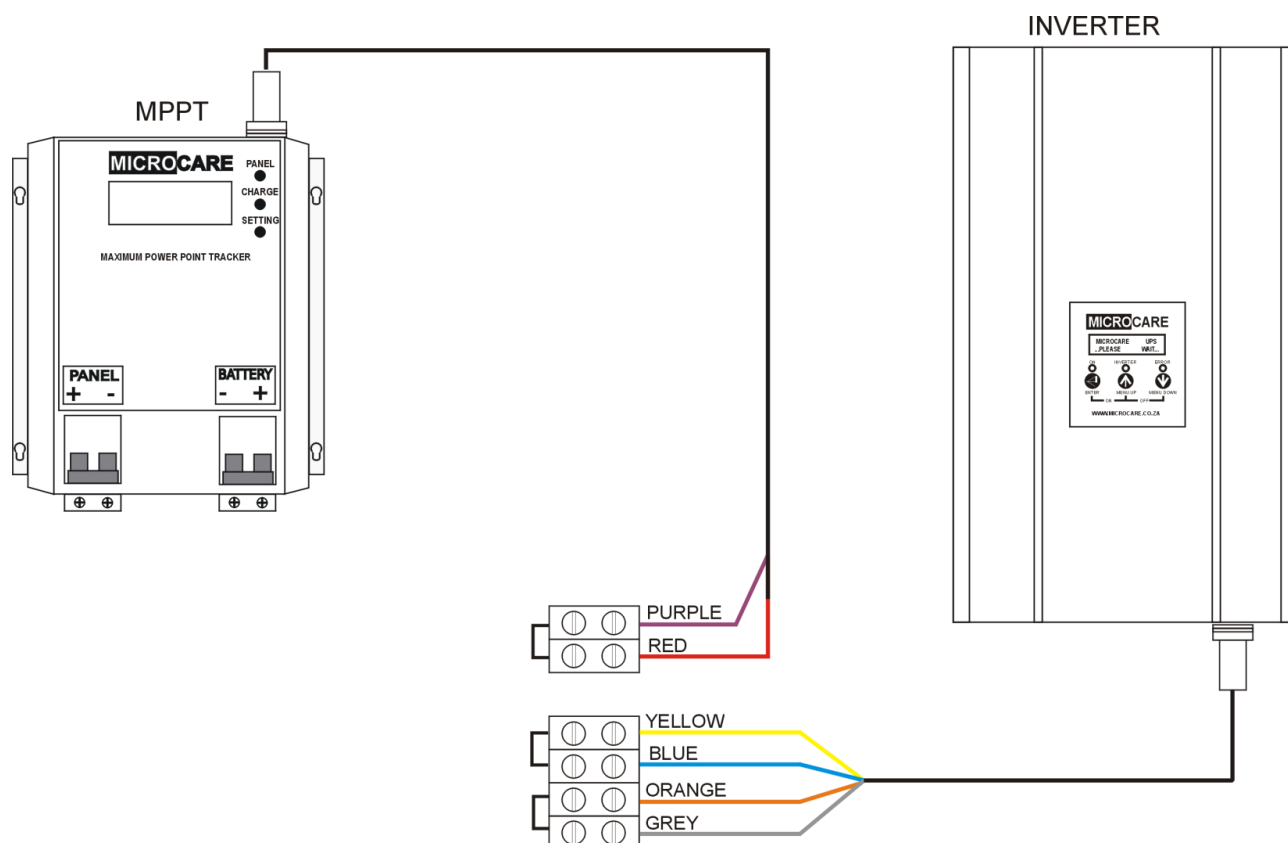 INVERTER
MPPT
MICROCARE
PANEL
CHARGE
SETTING
MAXIMUM POWER POINT TRACKER
PANEL
+ -
BATTERY
- +
MICROCARE
MICROCARE UPS
..PLEASE WAIT...
ON INVERTER ERROR
ENTER MENU UP MENU DOWN
ON OFF
WWW.MICROCARE.CO.ZA
PURPLE
RED
YELLOW
BLUE
ORANGE
GREY